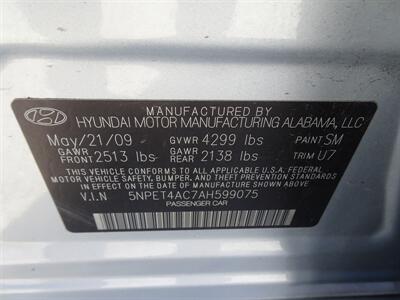 MANUFACTURED BY
HYUNDAI MOTOR MANUFACTURING ALABAMA, LLC
May/21/09 GVWR 4299 lbs PAINT SM
GAWR FRONT 2513 lbs GAWR REAR 2138 lbs TRIM U7
THIS VEHICLE CONFORMS TO ALL APPLICABLE U.S.A. FEDERAL
MOTOR VEHICLE SAFETY, BUMPER, AND THEFT PREVENTION
STANDARDS IN EFFECT ON THE DATE OF MANUFACTURE SHOWN ABOVE.
V.I.N 5NPET4AC7AH599075
PASSENGER CAR